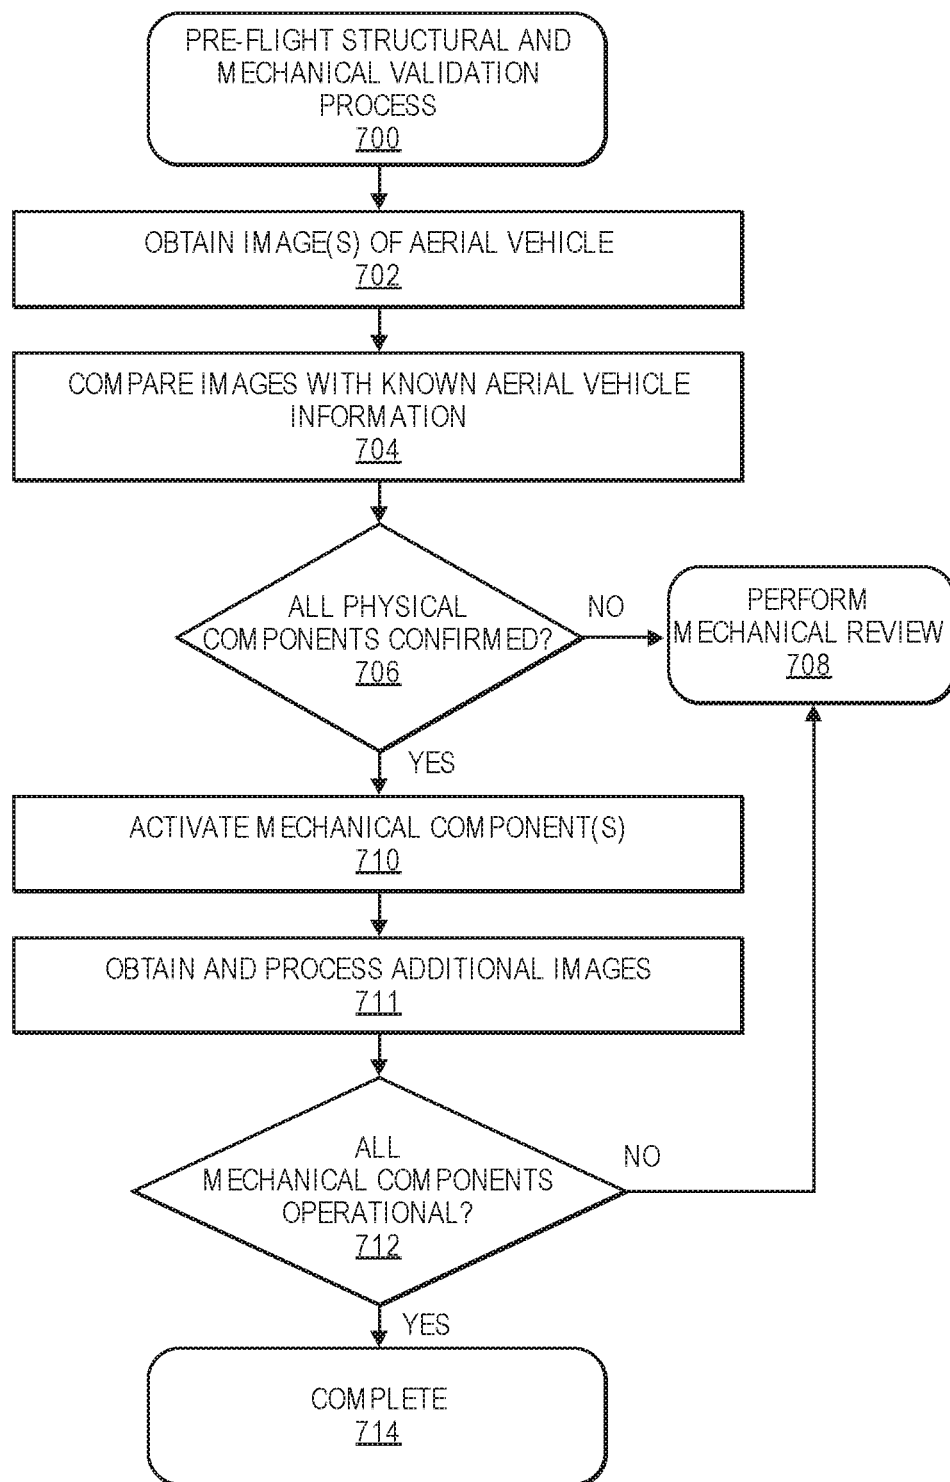 PRE-FLIGHT STRUCTURAL AND
MECHANICAL VALIDATION
PROCESS
700
OBTAIN IMAGE(S) OF AERIAL VEHICLE
702
COMPARE IMAGES WITH KNOWN AERIAL VEHICLE
INFORMATION
704
ALL PHYSICAL
COMPONENTS CONFIRMED?
706
NO
PERFORM
MECHANICAL REVIEW
708
YES
ACTIVATE MECHANICAL COMPONENT(S)
710
OBTAIN AND PROCESS ADDITIONAL IMAGES
711
ALL
MECHANICAL COMPONENTS
OPERATIONAL?
712
NO
YES
COMPLETE
714